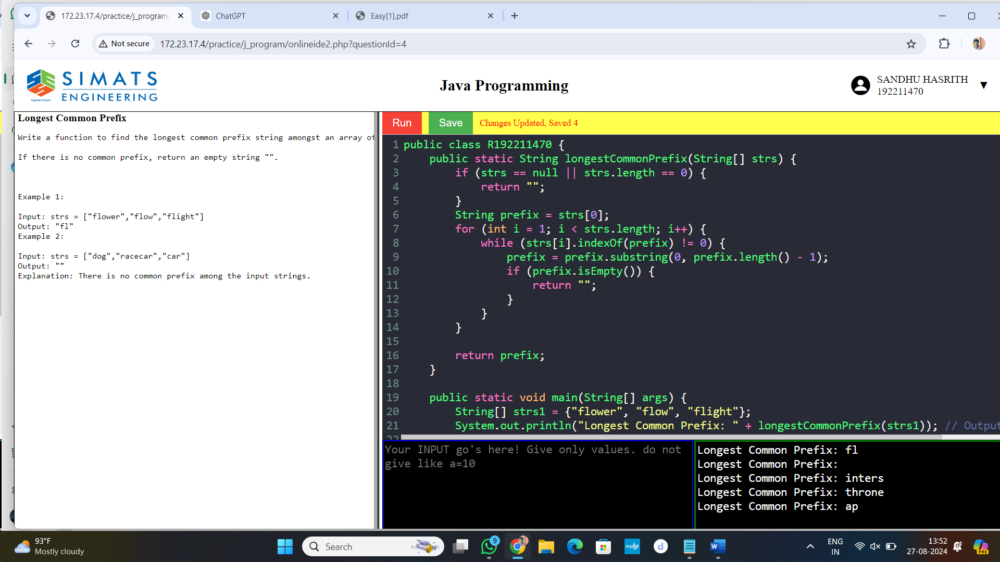 172.23.17.4/practice/j_program/
ChatGPT
Easy[1].pdf
Not secure
172.23.17.4/practice/j_program/onlineide2.php?questionId=4
SIMATS
ENGINEERING
Engineer to Excel
Java Programming
SANDHU HASRITH
192211470
Longest Common Prefix
Write a function to find the longest common prefix string amongst an array of
If there is no common prefix, return an empty string "".
Example 1:
Input: strs = ["flower","flow","flight"]
Output: "fl"
Example 2:
Input: strs = ["dog","racecar","car"]
Output: ""
Explanation: There is no common prefix among the input strings.
Run
Save
Changes Updated, Saved 4
1 public class R192211470 {
2     public static String longestCommonPrefix(String[] strs) {
3         if (strs == null || strs.length == 0) {
4             return "";
5         }
6         String prefix = strs[0];
7         for (int i = 1; i < strs.length; i++) {
8             while (strs[i].indexOf(prefix) != 0) {
9                 prefix = prefix.substring(0, prefix.length() - 1);
10                 if (prefix.isEmpty()) {
11                     return "";
12                 }
13             }
14         }
15
16         return prefix;
17     }
18
19     public static void main(String[] args) {
20         String[] strs1 = {"flower", "flow", "flight"};
21         System.out.println("Longest Common Prefix: " + longestCommonPrefix(strs1)); // Output
22
Your INPUT go's here! Give only values. do not
give like a=10
Longest Common Prefix: fl
Longest Common Prefix:
Longest Common Prefix: inters
Longest Common Prefix: throne
Longest Common Prefix: ap
93°F
Mostly cloudy
Search
9
myhp
d
W
ENG
IN
13:52
27-08-2024
PRE